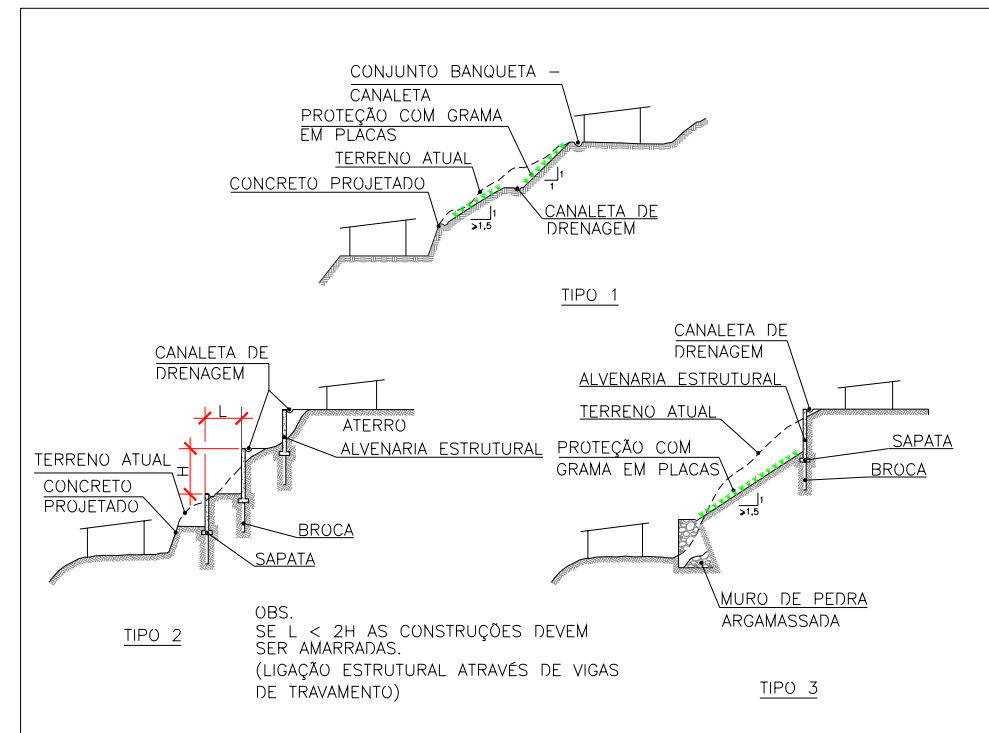 CONJUNTO BANQUETA –
CANALETA
PROTEÇÃO COM GRAMA
EM PLACAS
TERRENO ATUAL
CONCRETO PROJETADO
1
1
CANALETA DE
DRENAGEM
1
>1,5
TIPO 1
CANALETA DE
DRENAGEM
L
ATERRO
ALVENARIA ESTRUTURAL
TERRENO ATUAL
H
CONCRETO
PROJETADO
BROCA
SAPATA
TIPO 2
OBS.
SE L < 2H AS CONSTRUÇÕES DEVEM
SER AMARRADAS.
(LIGAÇÃO ESTRUTURAL ATRAVÉS DE VIGAS
DE TRAVAMENTO)
CANALETA DE
DRENAGEM
ALVENARIA ESTRUTURAL
TERRENO ATUAL
PROTEÇÃO COM
GRAMA EM PLACAS
SAPATA
BROCA
1
>1,5
MURO DE PEDRA
ARGAMASSADA
TIPO 3